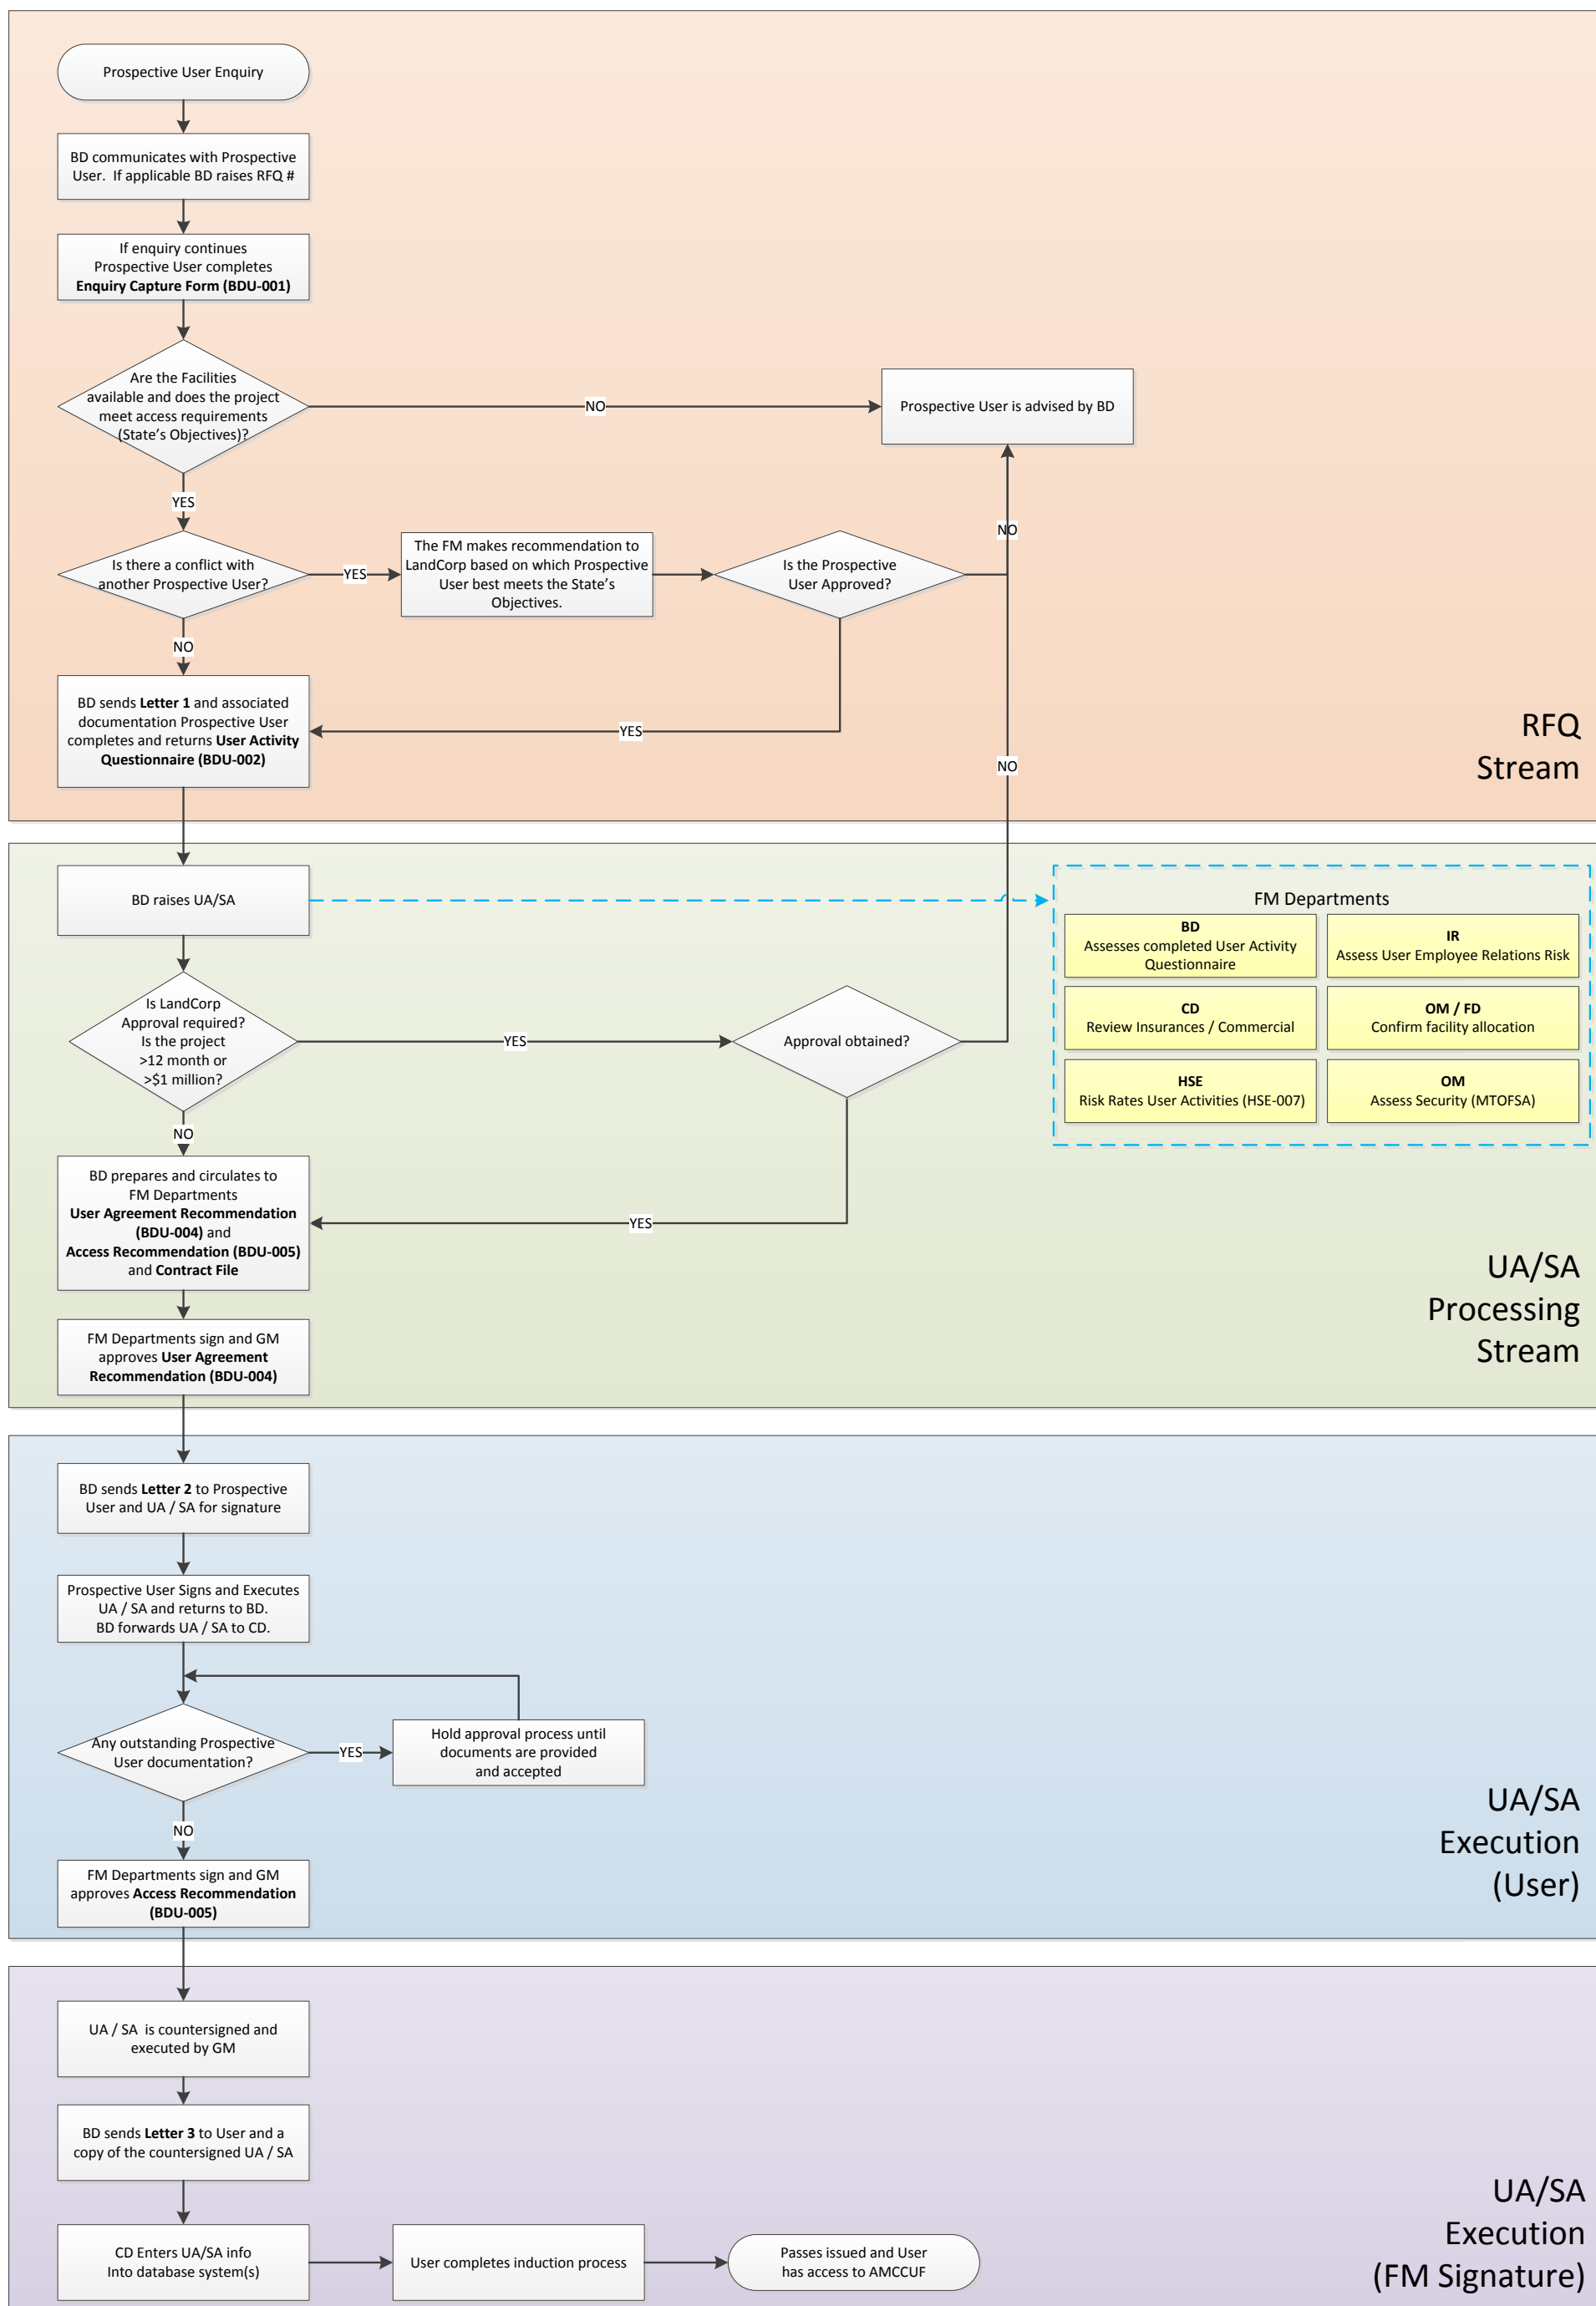 Prospective User Enquiry
BD communicates with Prospective
User.  If applicable BD raises RFQ #
If enquiry continues
Prospective User completes
Enquiry Capture Form (BDU-001)
Are the Facilities
available and does the project
meet access requirements
(State’s Objectives)?
NO
Prospective User is advised by BD
YES
Is there a conflict with
another Prospective User?
YES
The FM makes recommendation to
LandCorp based on which Prospective
User best meets the State’s
Objectives.
Is the Prospective
User Approved?
NO
NO
BD sends Letter 1 and associated
documentation Prospective User
completes and returns User Activity
Questionnaire (BDU-002)
YES
NO
RFQ
Stream
BD raises UA/SA
FM Departments
BD
Assesses completed User Activity
Questionnaire
IR
Assess User Employee Relations Risk
CD
Review Insurances / Commercial
OM / FD
Confirm facility allocation
HSE
Risk Rates User Activities (HSE-007)
OM
Assess Security (MTOFSA)
Is LandCorp
Approval required?
Is the project
>12 month or
>$1 million?
YES
Approval obtained?
NO
BD prepares and circulates to
FM Departments
User Agreement Recommendation
(BDU-004) and
Access Recommendation (BDU-005)
and Contract File
YES
FM Departments sign and GM
approves User Agreement
Recommendation (BDU-004)
UA/SA
Processing
Stream
BD sends Letter 2 to Prospective
User and UA / SA for signature
Prospective User Signs and Executes
UA / SA and returns to BD.
BD forwards UA / SA to CD.
Any outstanding Prospective
User documentation?
YES
Hold approval process until
documents are provided
and accepted
NO
FM Departments sign and GM
approves Access Recommendation
(BDU-005)
UA/SA
Execution
(User)
UA / SA  is countersigned and
executed by GM
BD sends Letter 3 to User and a
copy of the countersigned UA / SA
CD Enters UA/SA info
Into database system(s)
User completes induction process
Passes issued and User
has access to AMCCUF
UA/SA
Execution
(FM Signature)